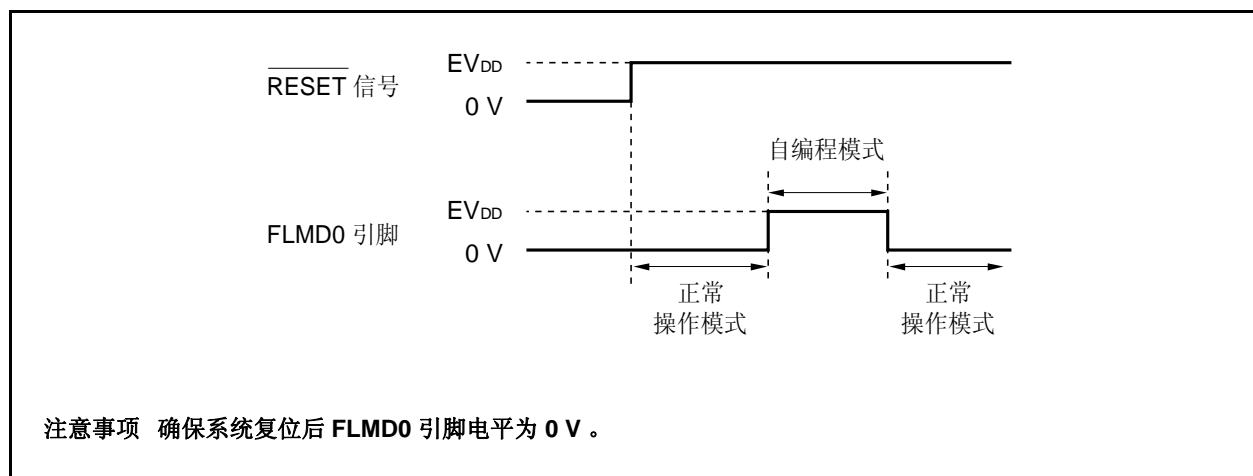 RESET 信号
EVDD
0 V
自编程模式
FLMD0 引脚
EVDD
0 V
正常
操作模式
正常
操作模式
注意事项 确保系统复位后 FLMD0 引脚电平为 0 V 。